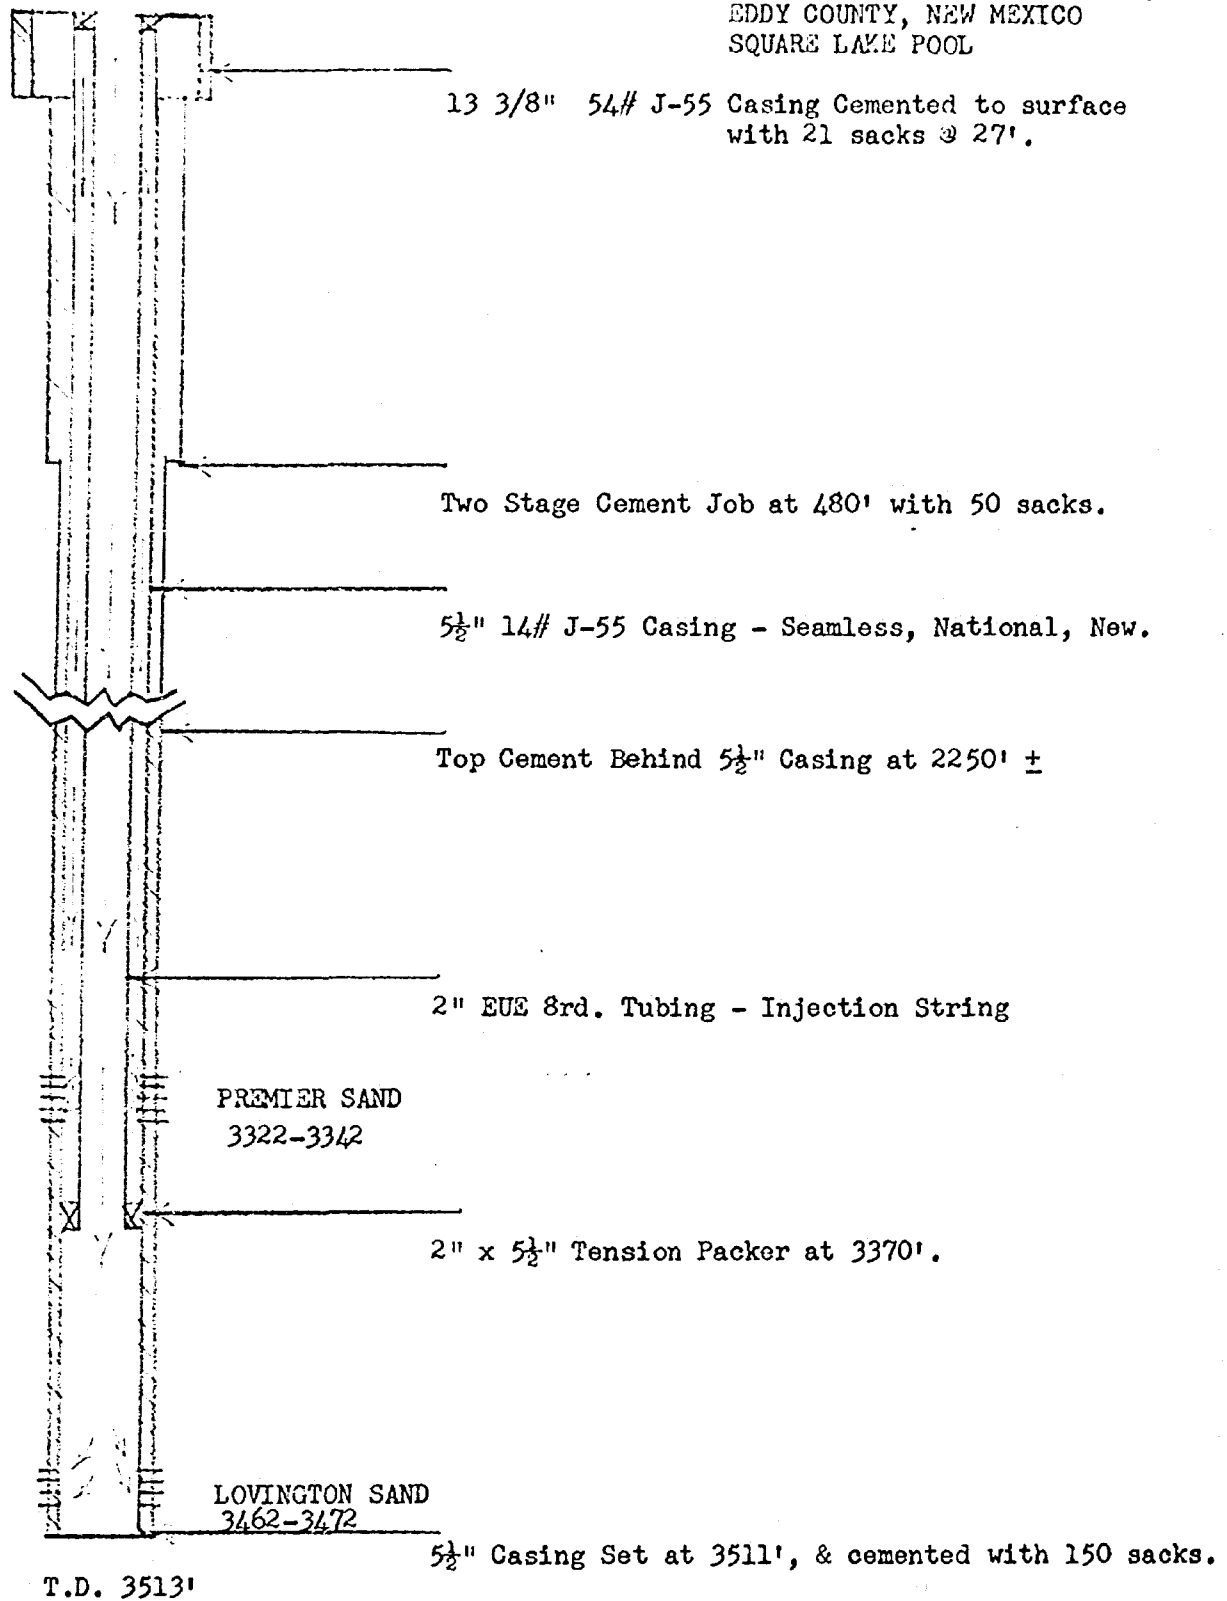 EDDY COUNTY, NEW MEXICO
SQUARE LAKE POOL
13 3/8" 54# J-55 Casing Cemented to surface
with 21 sacks @ 27'.
Two Stage Cement Job at 480' with 50 sacks.
5½" 14# J-55 Casing - Seamless, National, New.
Top Cement Behind 5½" Casing at 2250' ±
2" EUE 8rd. Tubing - Injection String
PREMIER SAND
3322-3342
2" x 5½" Tension Packer at 3370'.
LOVINGTON SAND
3462-3472
5½" Casing Set at 3511', & cemented with 150 sacks.
T.D. 3513'